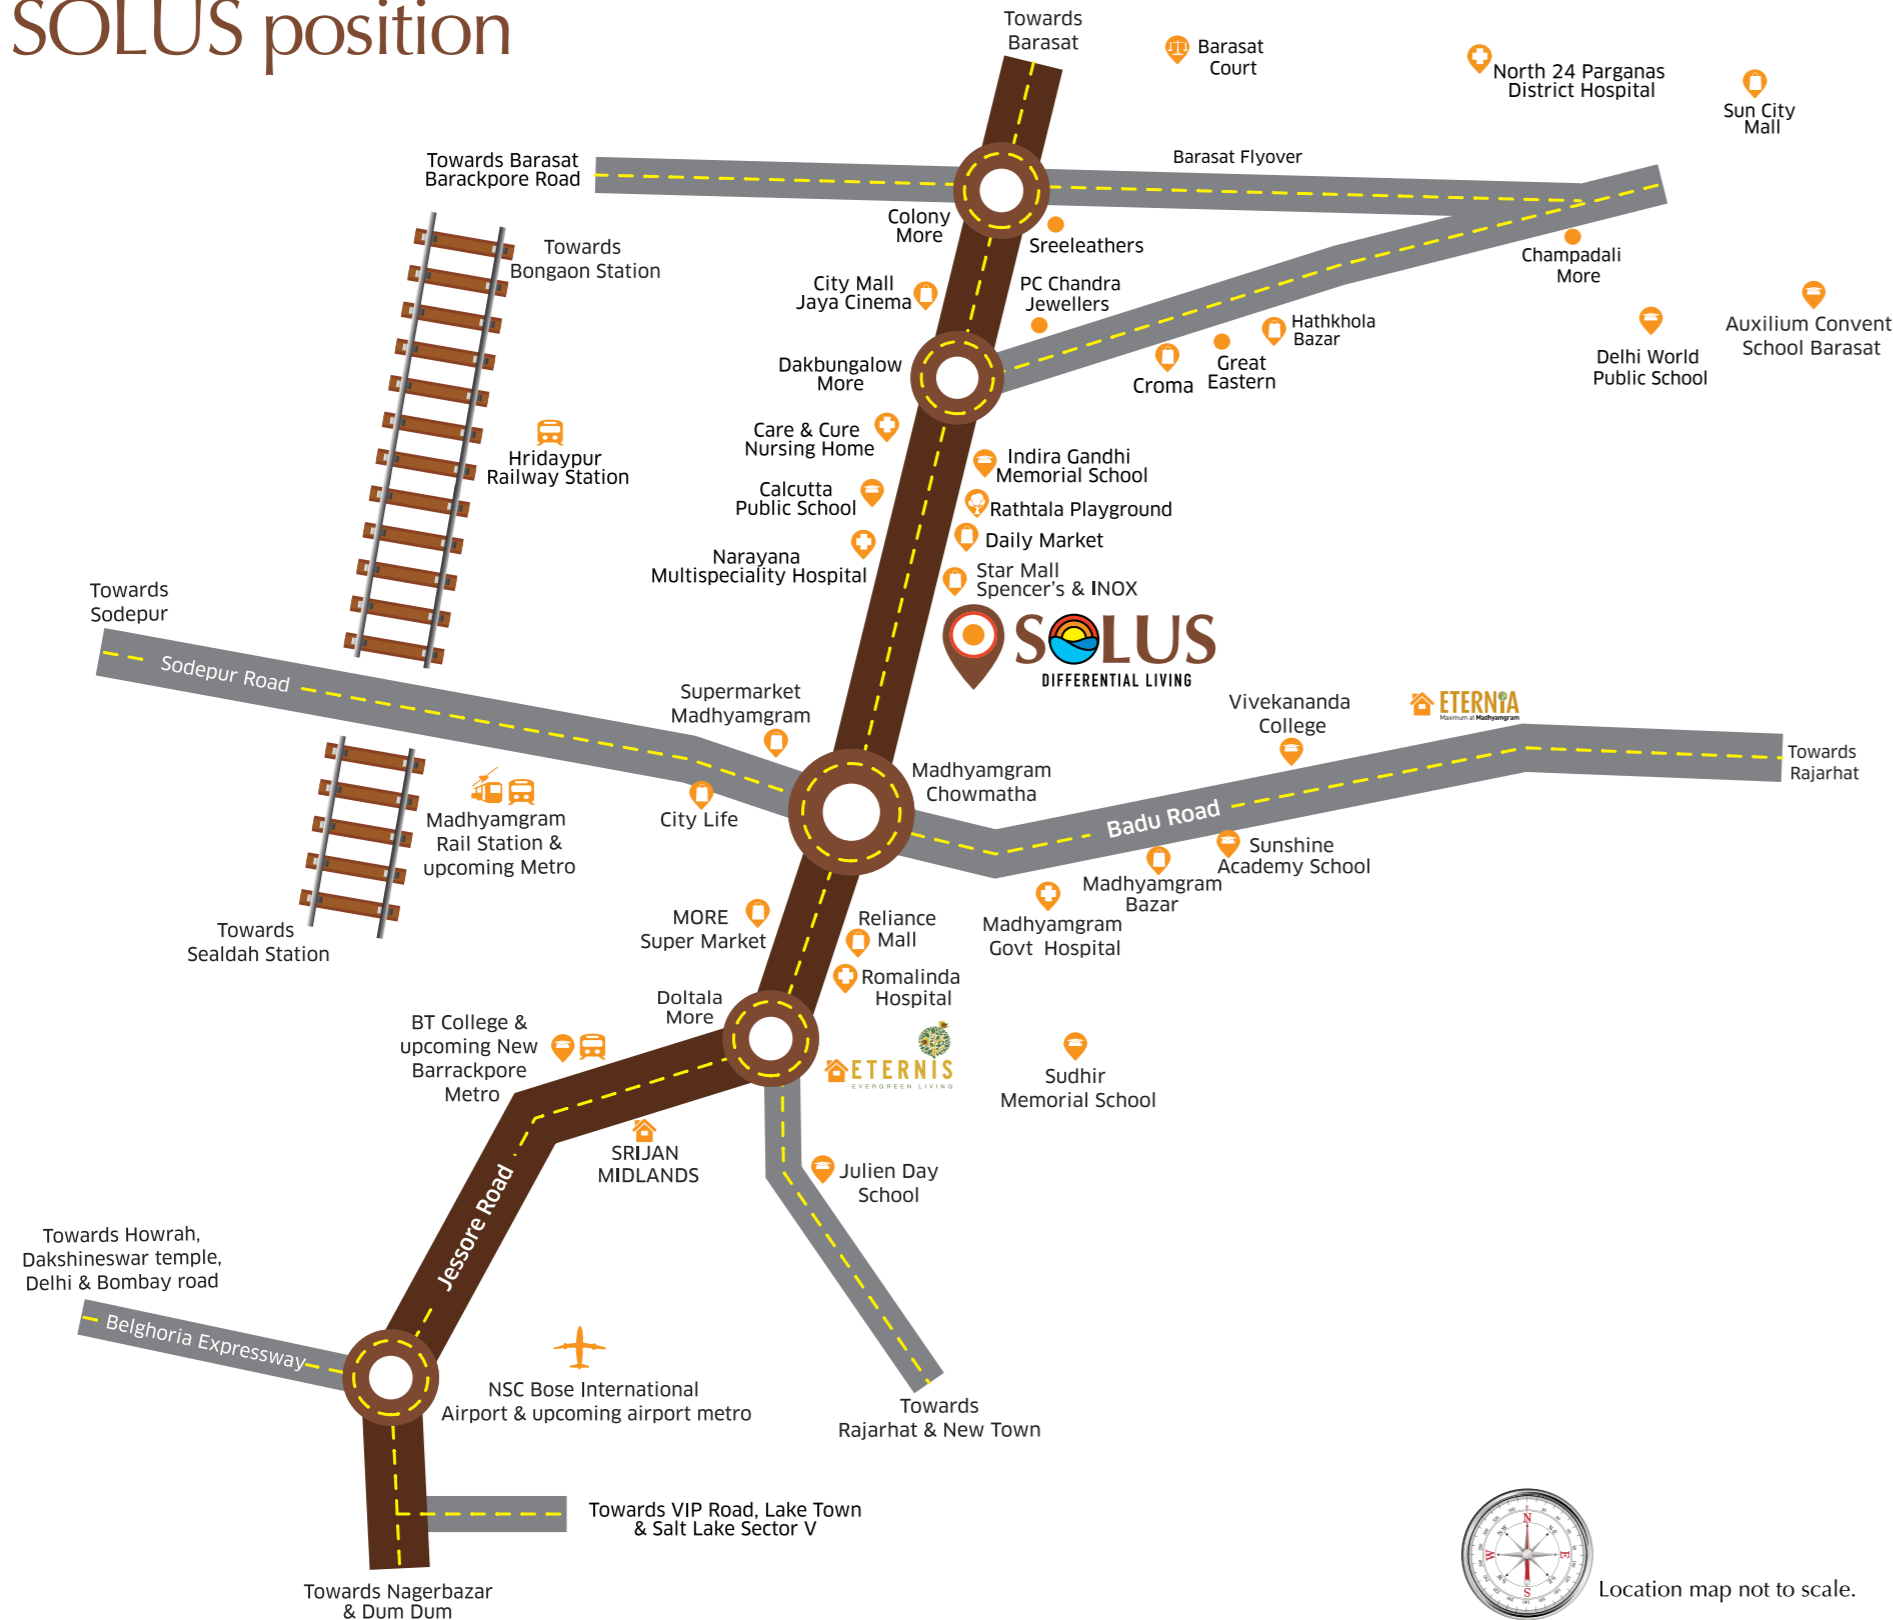 SOLUS position
Towards
Barasat
Barasat
Court
North 24 Parganas
District Hospital
Sun City
Mall
Towards Barasat
Barackpore Road
Barasat Flyover
Colony
More
Sreeleathers
Towards
Bongaon Station
Champadali
More
City Mall
Jaya Cinema
PC Chandra
Jewellers
Hathkhola
Bazar
Auxilium Convent
School Barasat
Delhi World
Public School
Dakbungalow
More
Croma
Great
Eastern
Care & Cure
Nursing Home
Hridaypur
Railway Station
Indira Gandhi
Memorial School
Calcutta
Public School
Rathtala Playground
Daily Market
Narayana
Multispeciality Hospital
Star Mall
Spencer's & INOX
Towards
Sodepur
SOLUS
DIFFERENTIAL LIVING
Sodepur Road
Supermarket
Madhyamgram
Vivekananda
College
ETERNIA
Maximum at Madhyamgram
Towards
Rajarhat
Madhyamgram
Chowmatha
Badu Road
City Life
Madhyamgram
Rail Station &
upcoming Metro
Sunshine
Academy School
Madhyamgram
Bazar
Madhyamgram
Govt Hospital
MORE
Super Market
Reliance
Mall
Towards
Sealdah Station
Romalinda
Hospital
Doltala
More
BT College &
upcoming New
Barrackpore
Metro
ETERNIS
EVERGREEN LIVING
Sudhir
Memorial School
SRIJAN
MIDLANDS
Julien Day
School
Jessore Road
Towards Howrah,
Dakshineswar temple,
Delhi & Bombay road
Belghoria Expressway
NSC Bose International
Airport & upcoming airport metro
Towards
Rajarhat & New Town
Towards VIP Road, Lake Town
& Salt Lake Sector V
Towards Nagerbazar
& Dum Dum
N
W
E
S
Location map not to scale.